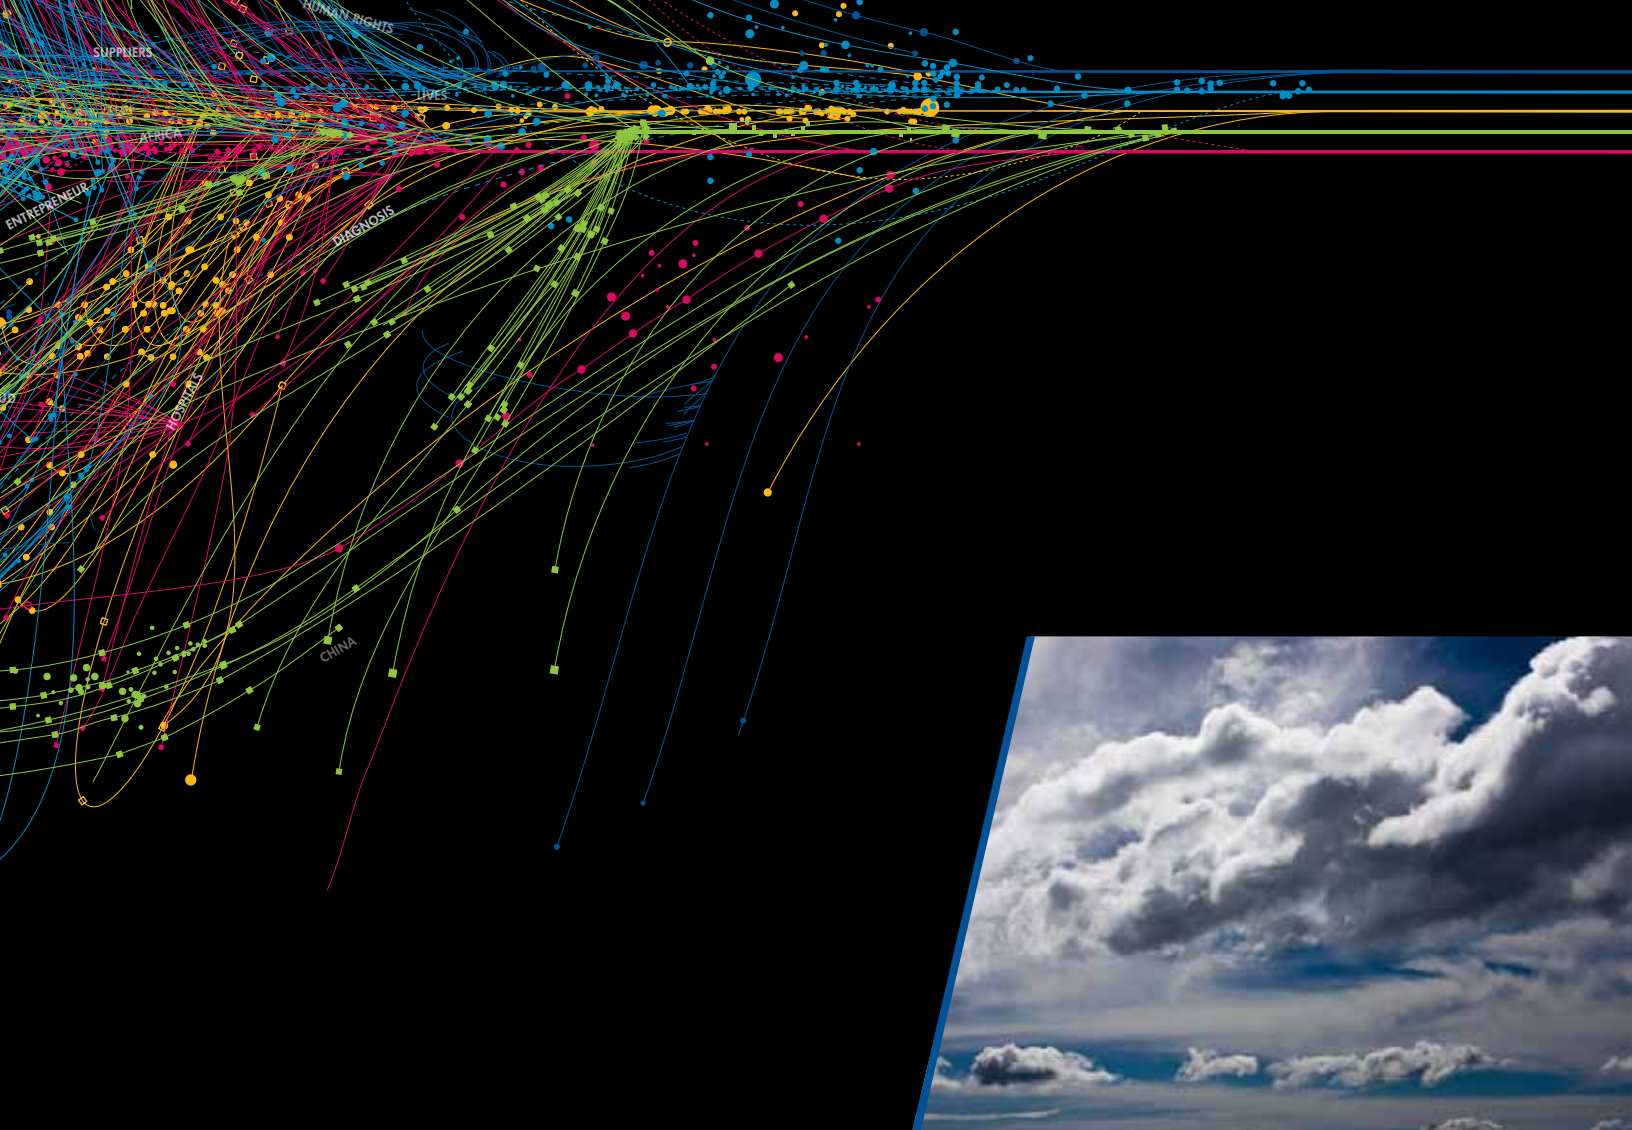 HUMAN RIGHTS
SUPPLIERS
LIVES
AFRICA
ENTREPRENEUR
DIAGNOSIS
HOSPITALS
CHINA